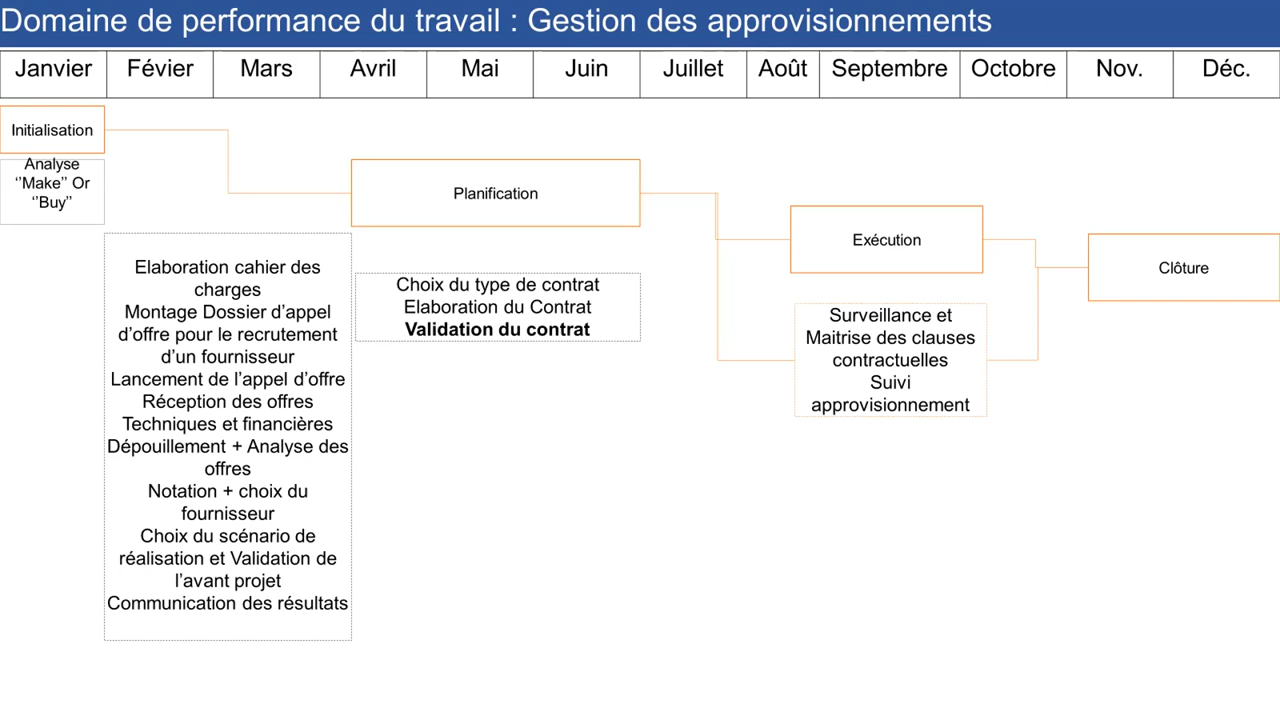 Domaine de performance du travail : Gestion des approvisionnements
Janvier Févier Mars Avril Mai Juin Juillet Août Septembre Octobre Nov. Déc.
Initialisation
Analyse
‘’Make’’ Or
‘’Buy’’
Elaboration cahier des
charges
Montage Dossier d’appel
d’offre pour le recrutement
d’un fournisseur
Lancement de l’appel d’offre
Réception des offres
Techniques et financières
Dépouillement + Analyse des
offres
Notation + choix du
fournisseur
Choix du scénario de
réalisation et Validation de
l’avant projet
Communication des résultats
Planification
Choix du type de contrat
Elaboration du Contrat
Validation du contrat
Exécution
Surveillance et
Maitrise des clauses
contractuelles
Suivi
approvisionnement
Clôture